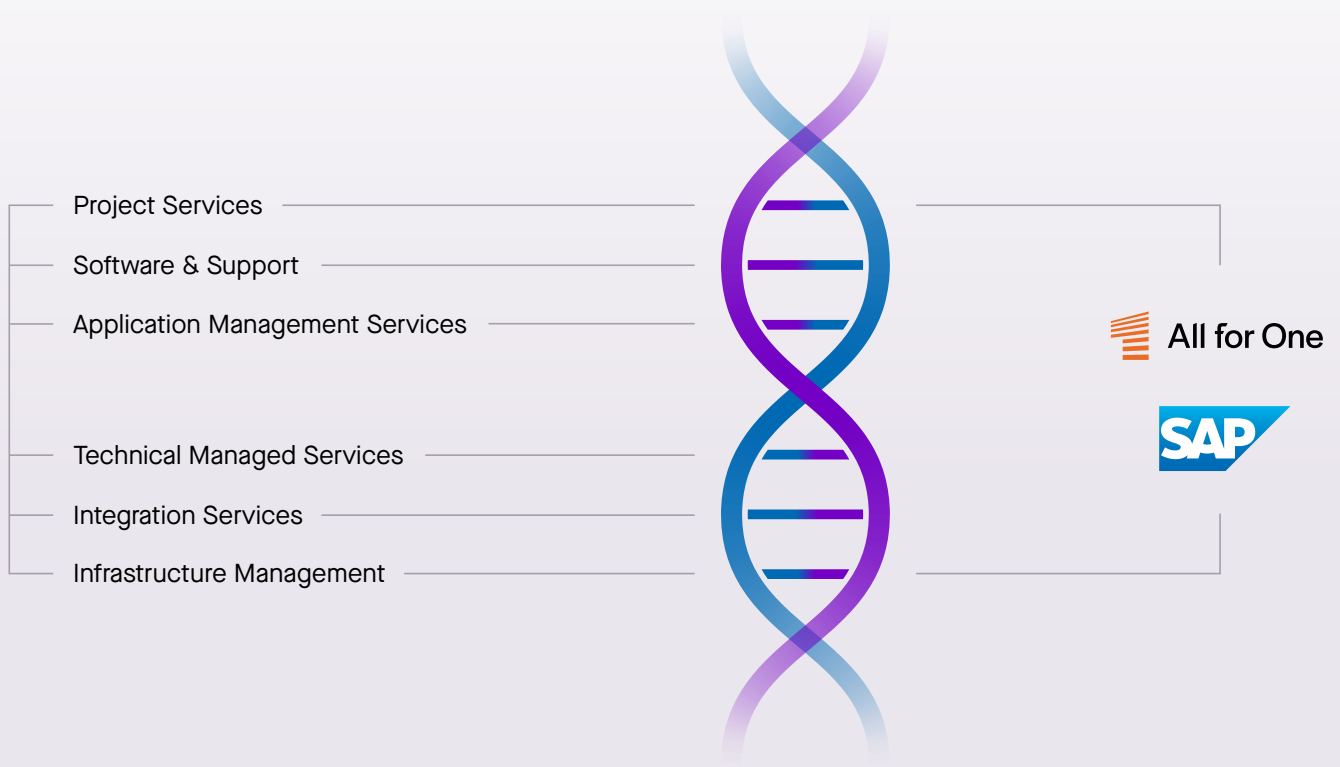 Project Services
Software & Support
Application Management Services
All for One
SAP
Technical Managed Services
Integration Services
Infrastructure Management